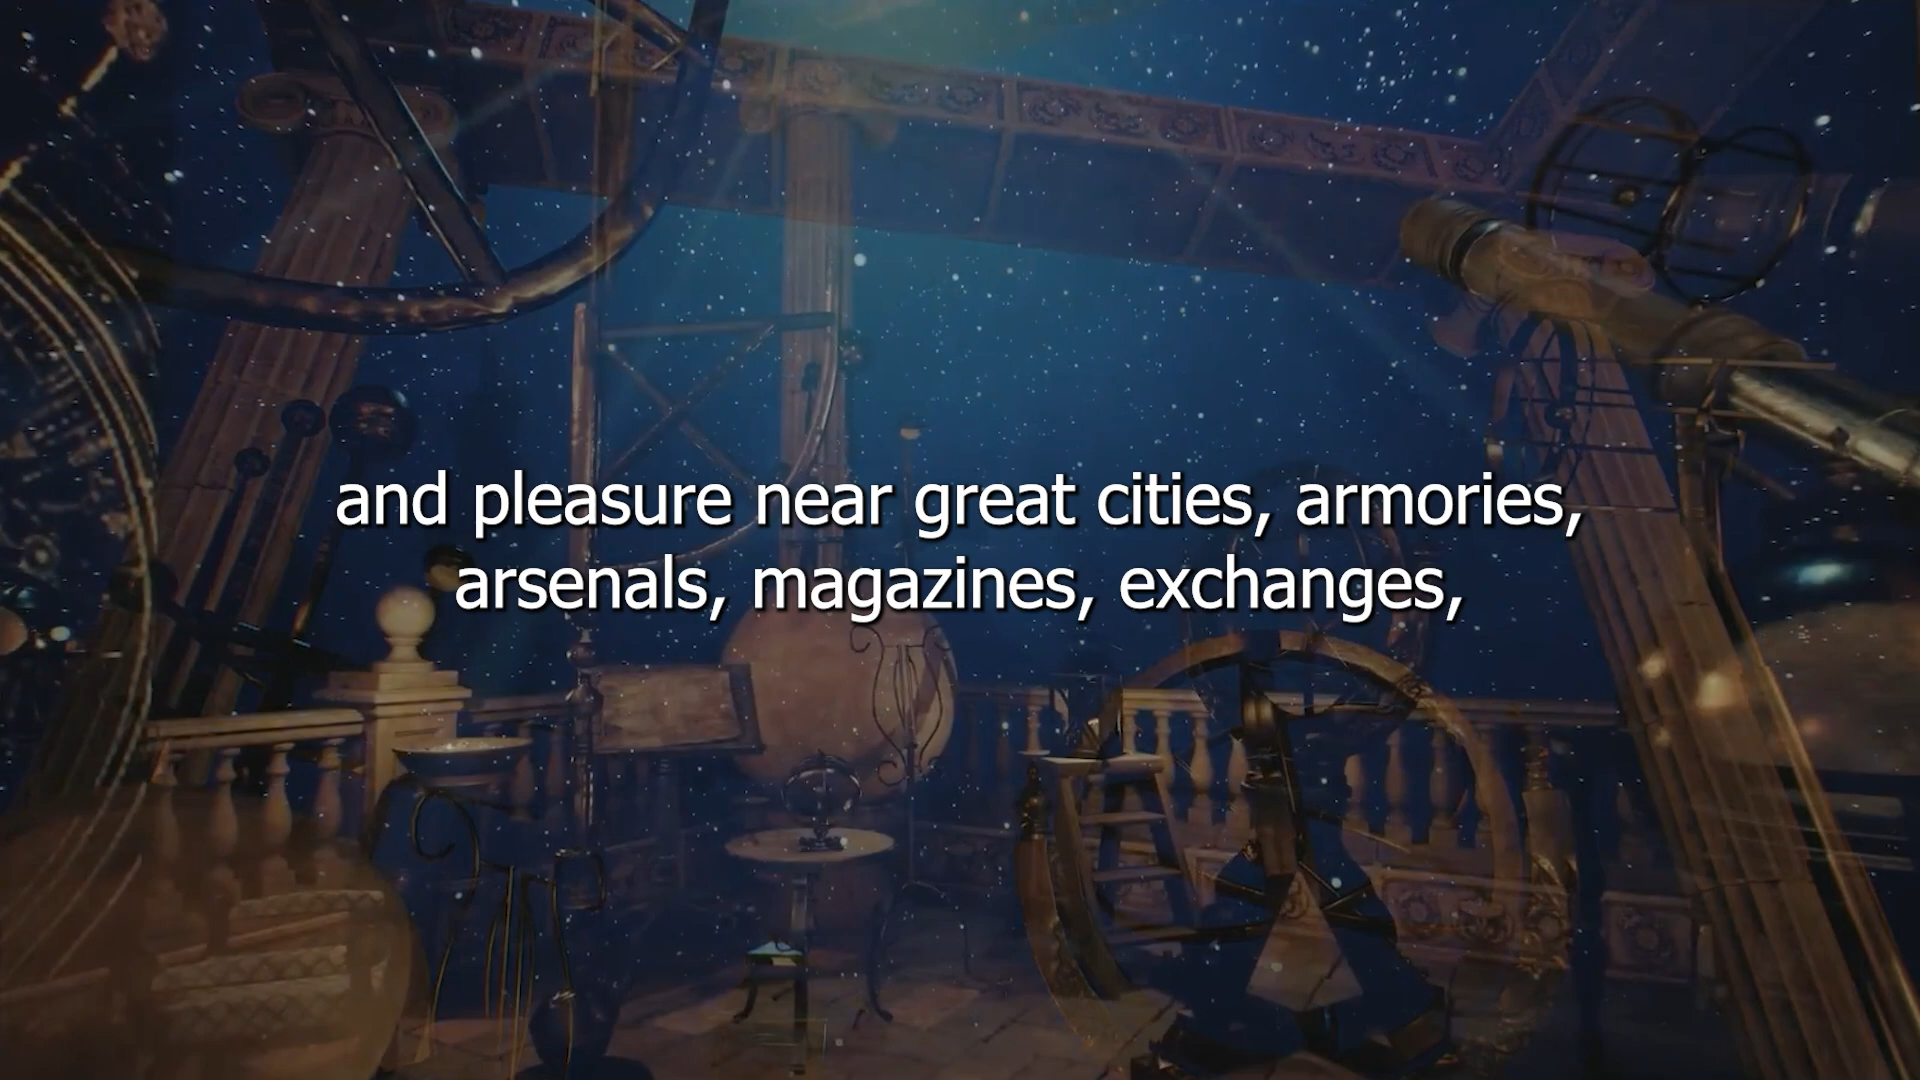 and pleasure near great cities, armories,
arsenals, magazines, exchanges,